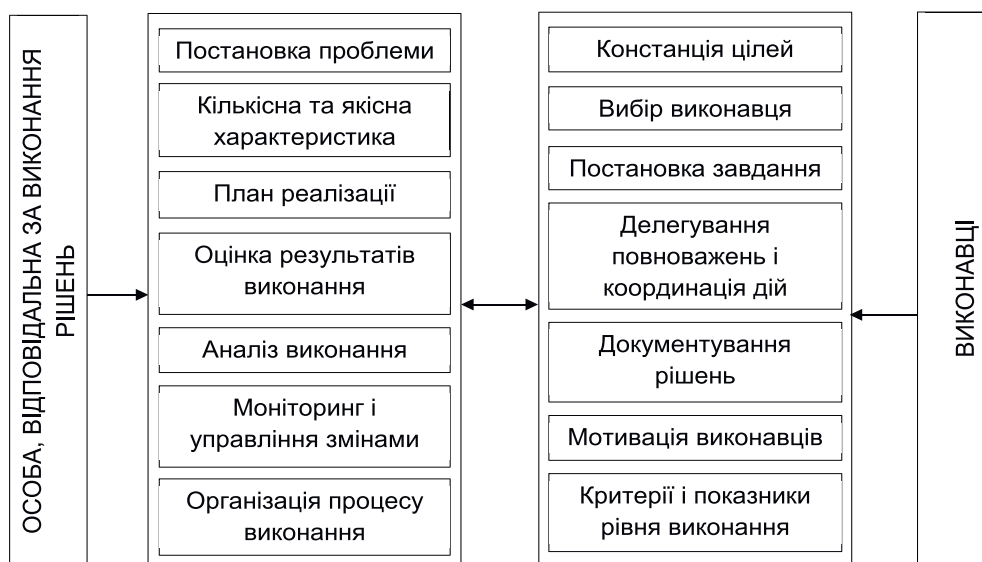 ОСОБА, ВІДПОВІДАЛЬНА ЗА ВИКОНАННЯ
РІШЕНЬ
Постановка проблеми
Кількісна та якісна
характеристика
План реалізації
Оцінка результатів
виконання
Аналіз виконання
Моніторинг і
управління змінами
Організація процесу
виконання
Констанція цілей
Вибір виконавця
Постановка завдання
Делегування
повноважень і
координація дій
Документування
рішень
Мотивація виконавців
Критерії і показники
рівня виконання
ВИКОНАВЦІ